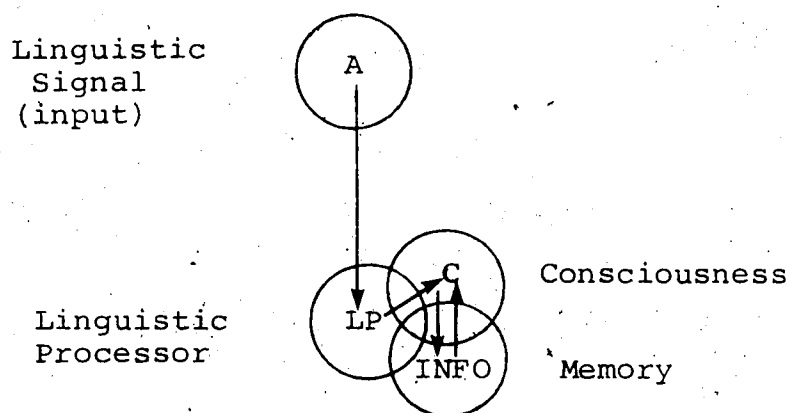 Linguistic
Signal
(input)
A
C
Consciousness
LP
Linguistic
Processor
INFO
Memory